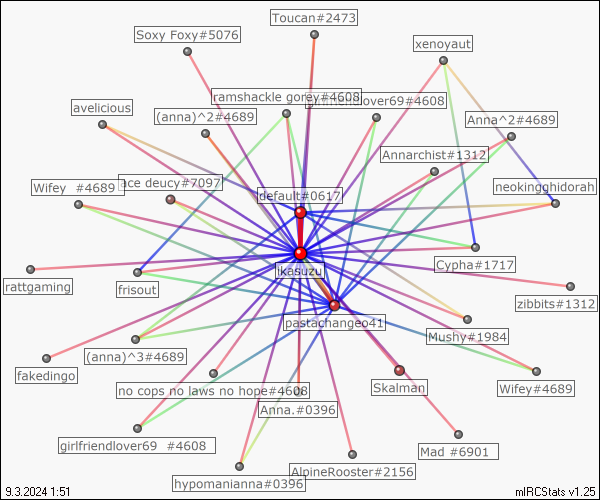 Toucan#2473
Soxy Foxy#5076
xenoyaut
ramshackle gorey#4608
lover69#4608
avelicious
(anna)^2#4689
Anna^2#4689
Annarchist#1312
Wifey #4689
ace deucy#7097
default#0617
neokingghidorah
ikasuzu
Cypha#1717
rattgaming
frisout
zibbits#1312
pastachangeo41
Mushy#1984
(anna)^3#4689
fakedingo
no cops no laws no hope#4608
Skalman
Wifey#4689
Anna.#0396
girlfriendlover69 #4608
Mad #6901
AlpineRooster#2156
hypomanianna#0396
9.3.2024 1:51
mIRCStats v1.25